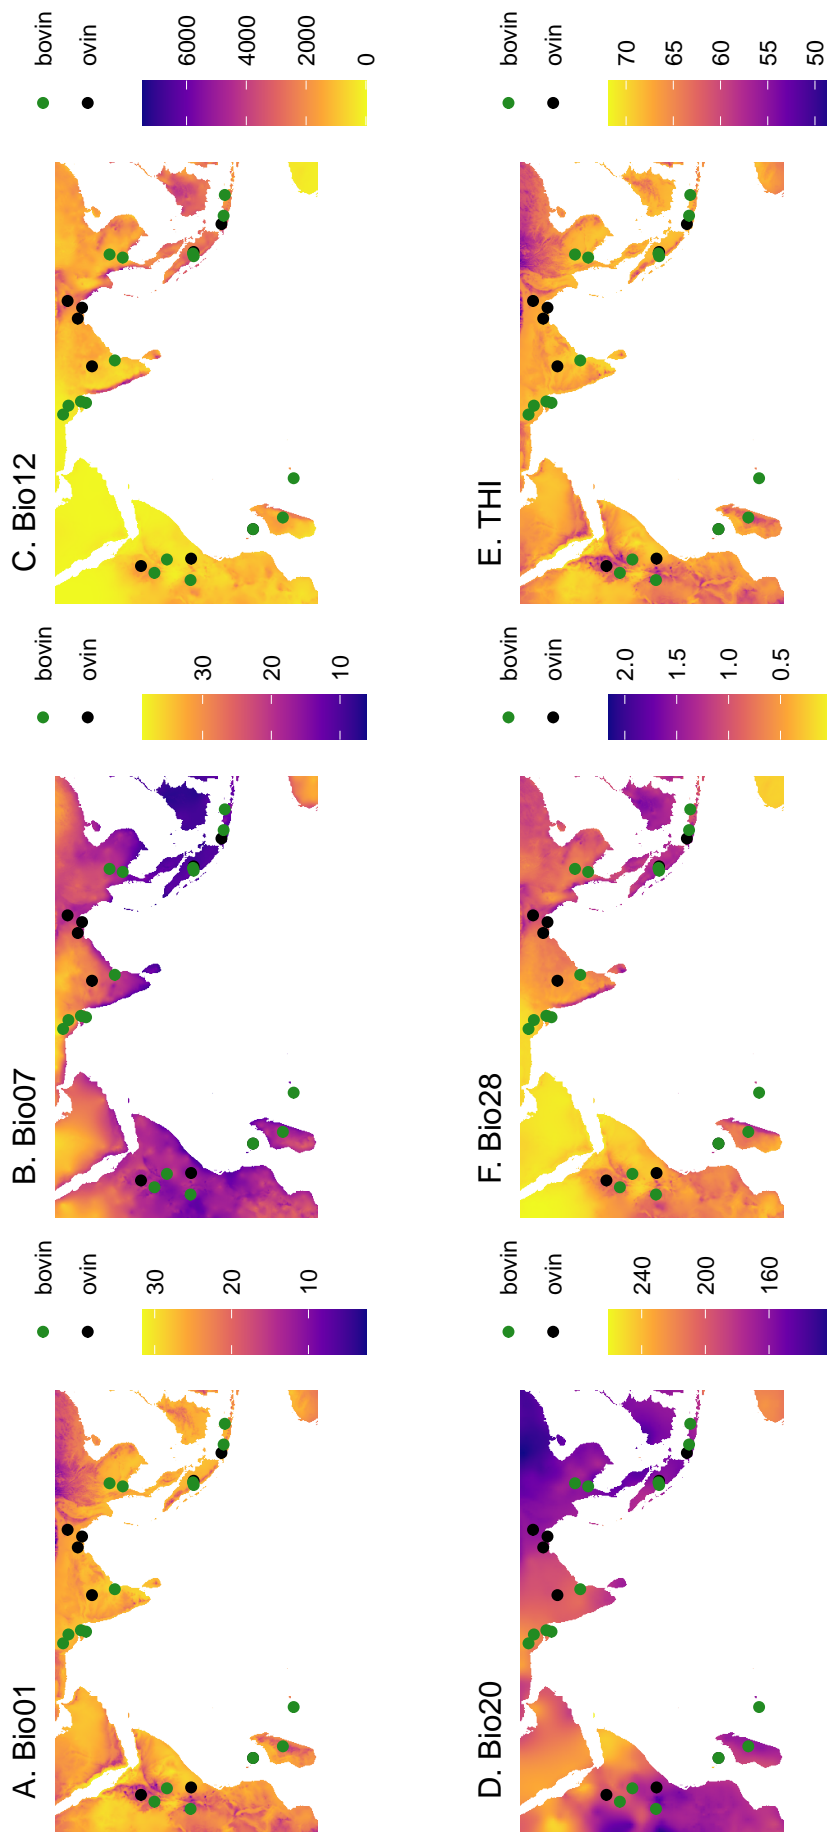 A. Bio01
bovin
ovin
30
20
10
B. Bio07
bovin
ovin
30
20
10
C. Bio12
bovin
ovin
6000
4000
2000
0
D. Bio20
bovin
ovin
240
200
160
F. Bio28
bovin
ovin
2.0
1.5
1.0
0.5
E. THI
bovin
ovin
70
65
60
55
50